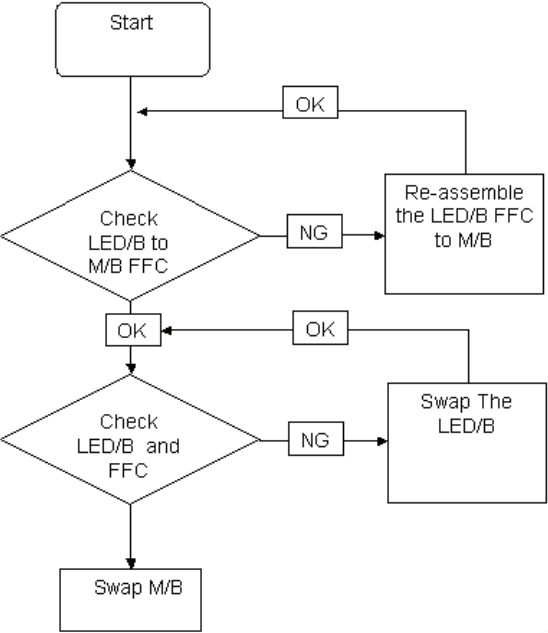 Start
OK
Check
LED/B to
M/B FFC
NG
Re-assemble
the LED/B FFC
to M/B
OK
OK
Check
LED/B and
FFC
NG
Swap The
LED/B
Swap M/B